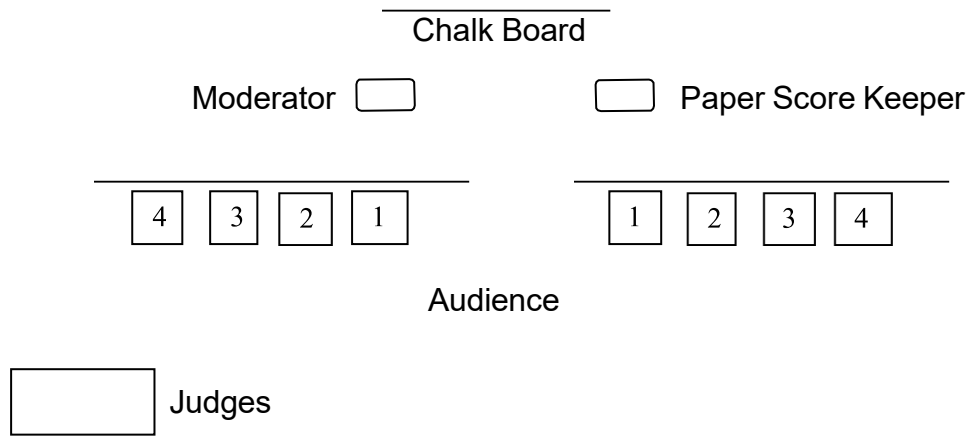 Chalk Board
Moderator Paper Score Keeper
4 3 2 1 1 2 3 4
Audience
Judges